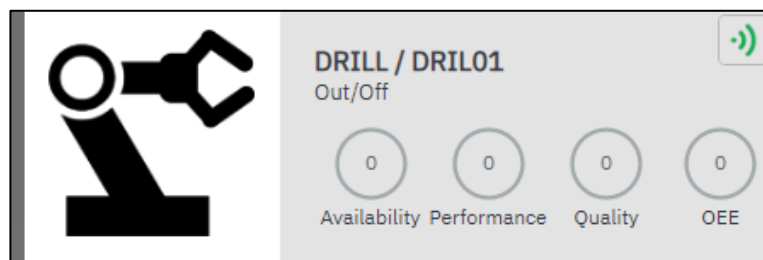 DRILL / DRIL01
Out/Off
0 0 0 0
Availability Performance Quality OEE